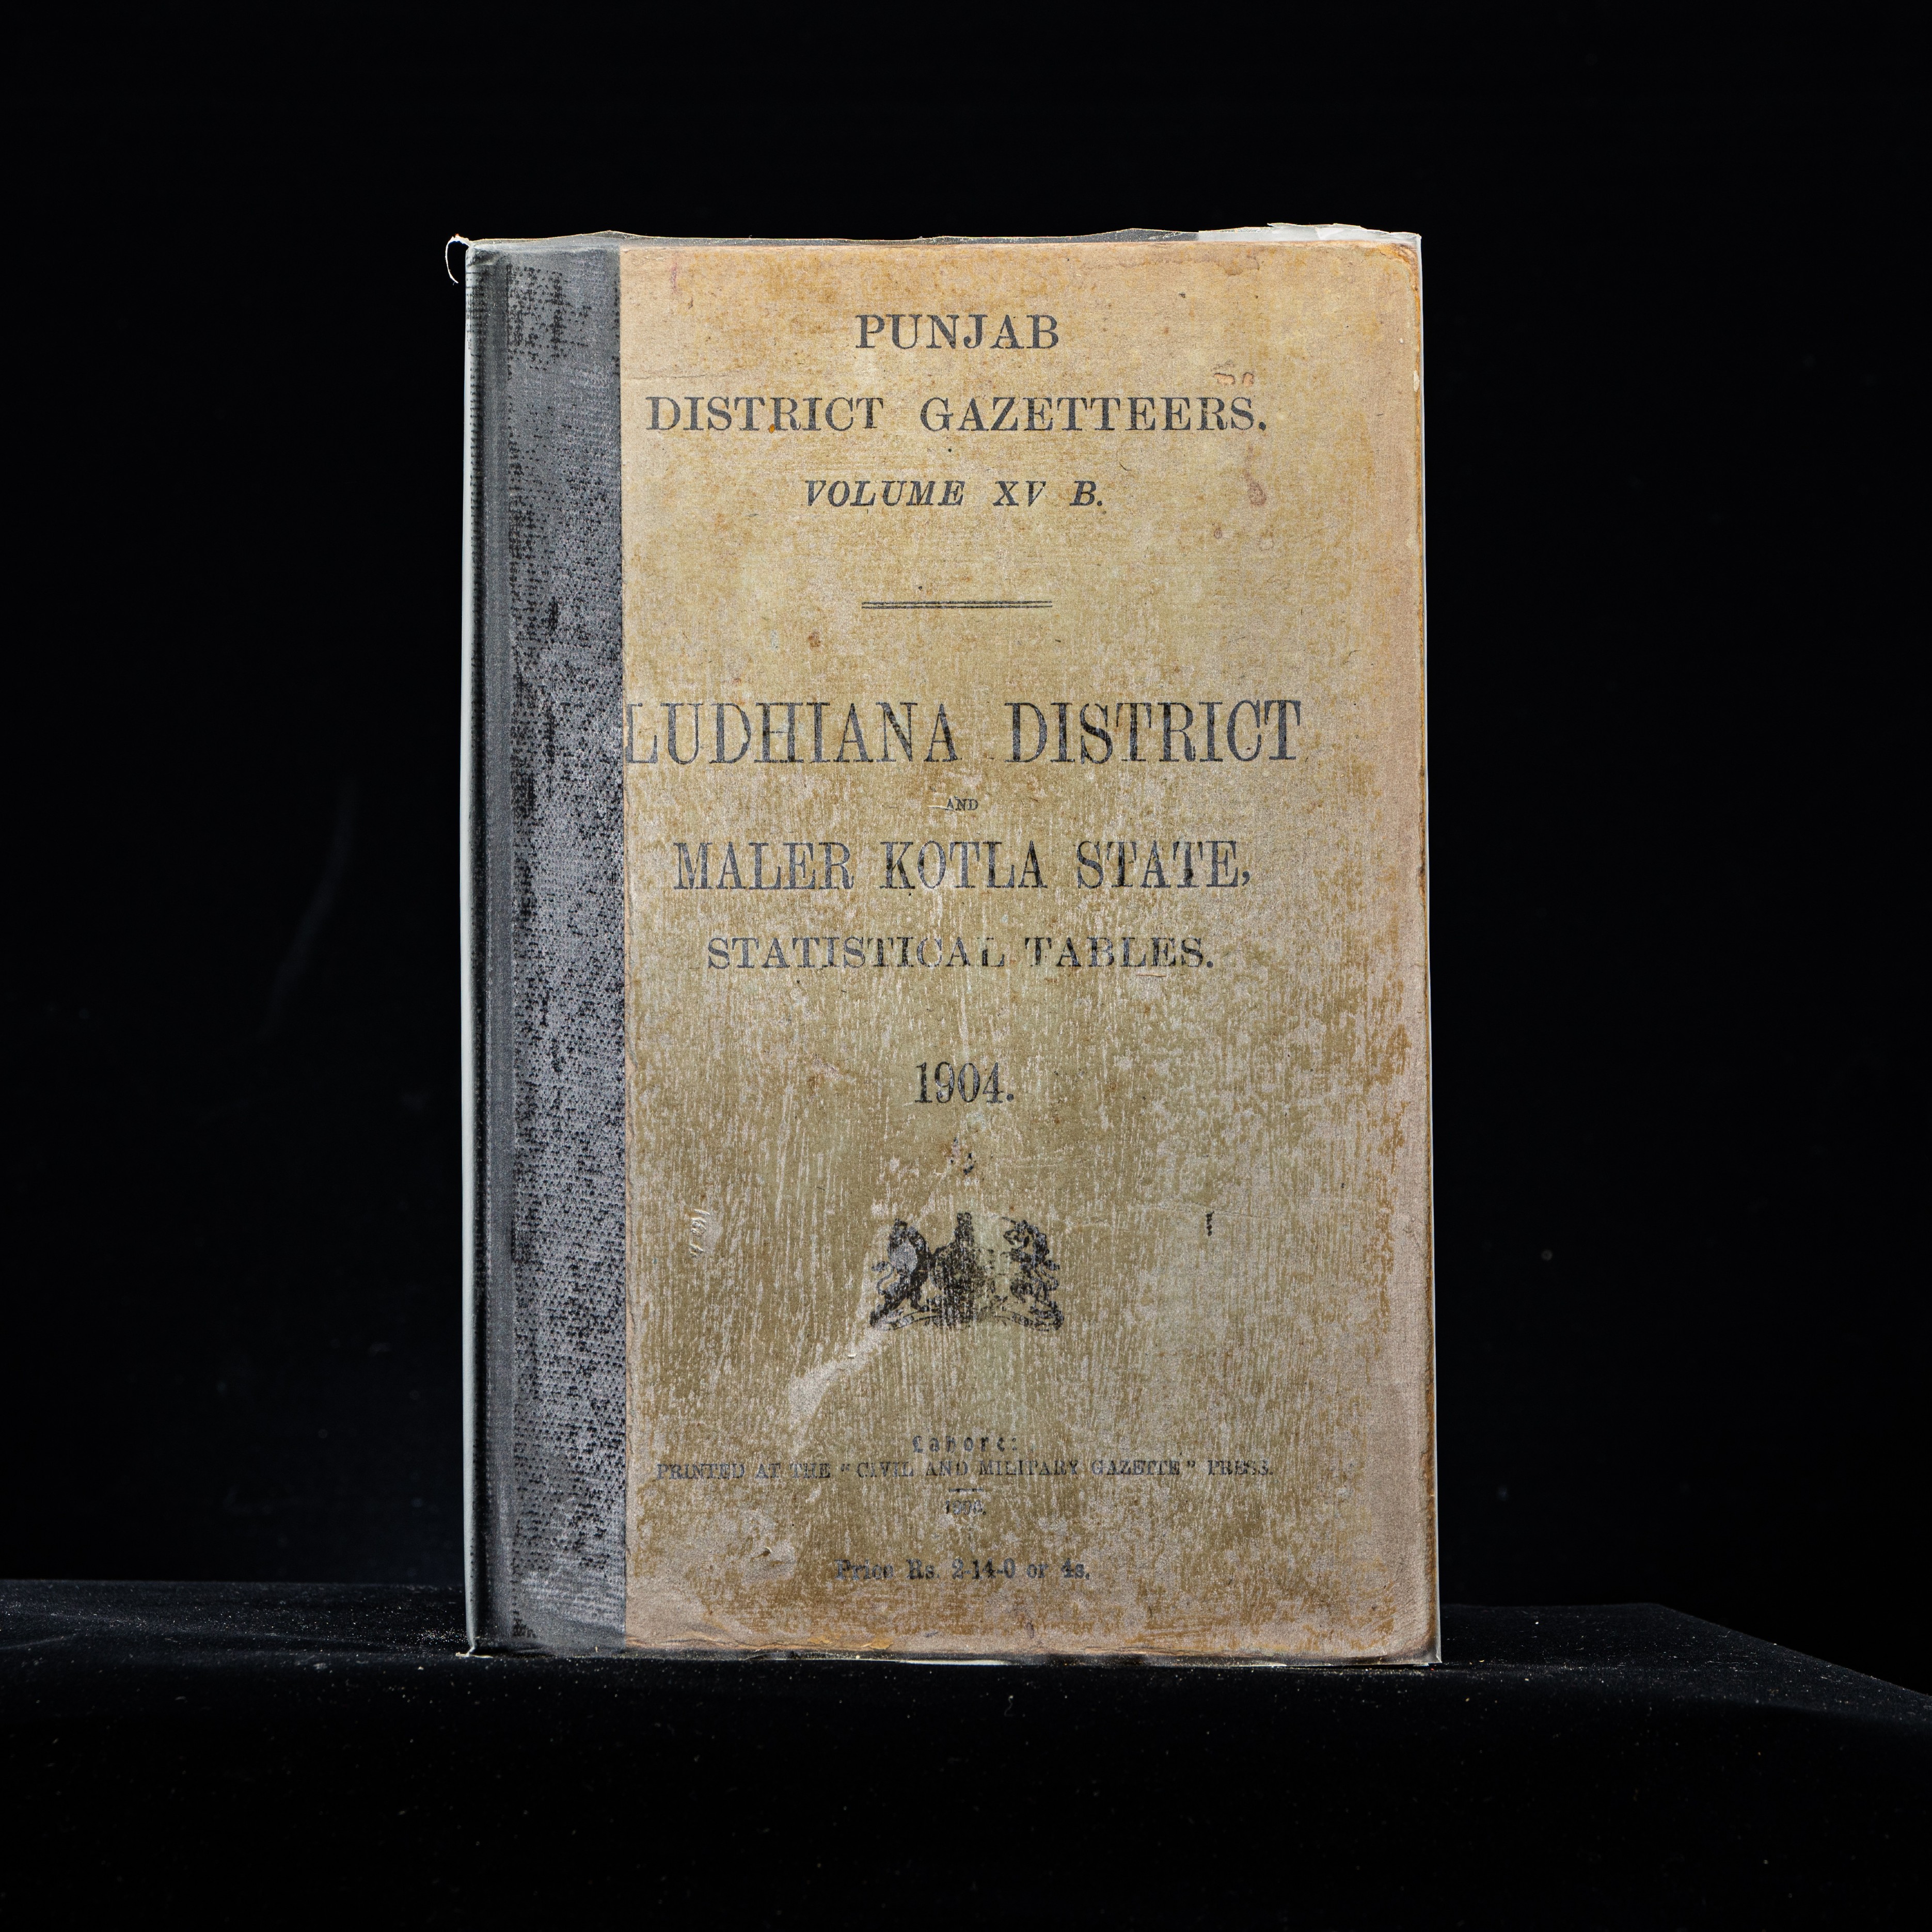 PUNJAB
DISTRICT GAZETTEERS.
VOLUME XV B.
LUDHIANA DISTRICT
AND
MALER KOTLA STATE,
STATISTICAL TABLES.
1904.
Lahore:
PRINTED AT THE "CIVIL AND MILITARY GAZETTE" PRESS.
Price Rs. 2-14-0 or 4s.